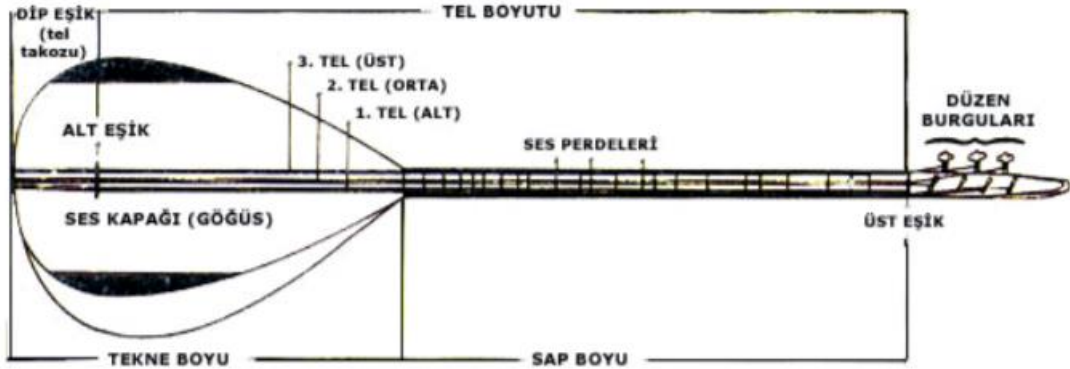 DİP EŞİK
(tel
takozu)
TEL BOYUTU
3. TEL (ÜST)
2. TEL (ORTA)
1. TEL (ALT)
ALT EŞİK
SES PERDELERİ
DÜZEN
BURGULARI
SES KAPAĞI (GÖĞÜS)
ÜST EŞİK
TEKNE BOYU
SAP BOYU